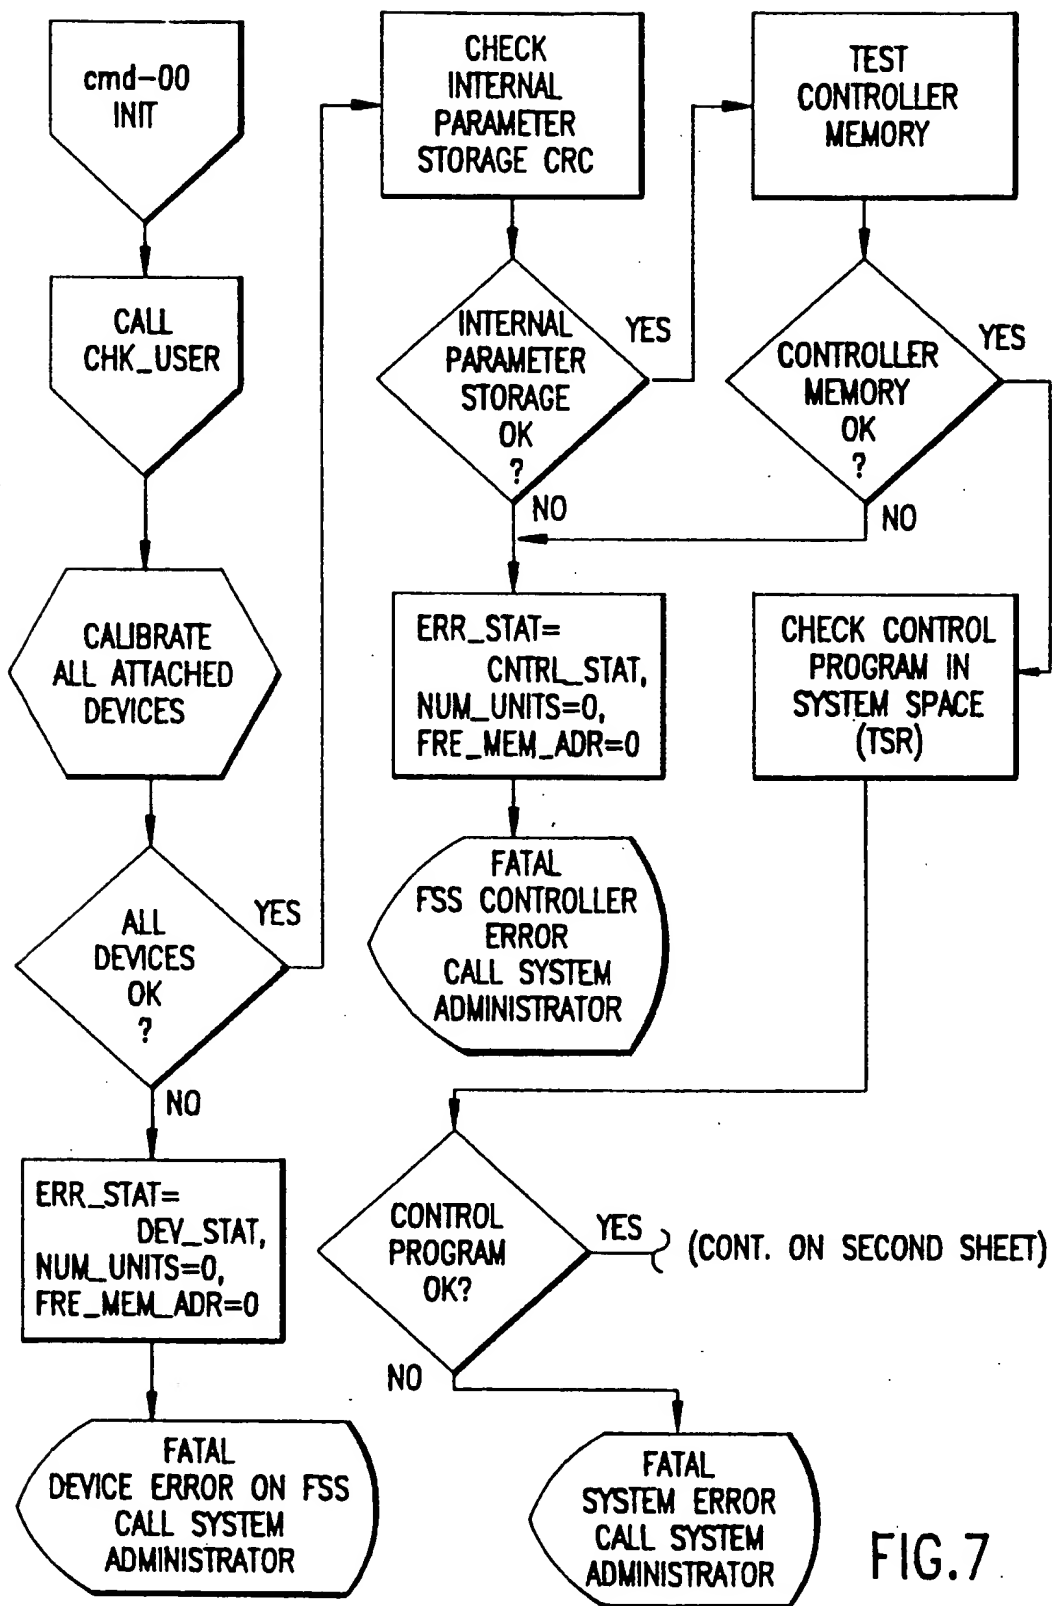 cmd-00
INIT
CALL
CHK_USER
CALIBRATE
ALL ATTACHED
DEVICES
ALL
DEVICES
OK
?
YES
NO
ERR_STAT=
DEV_STAT,
NUM_UNITS=0,
FRE_MEM_ADR=0
FATAL
DEVICE ERROR ON FSS
CALL SYSTEM
ADMINISTRATOR
CHECK
INTERNAL
PARAMETER
STORAGE CRC
INTERNAL
PARAMETER
STORAGE
OK
?
YES
NO
ERR_STAT=
CNTRL_STAT,
NUM_UNITS=0,
FRE_MEM_ADR=0
FATAL
FSS CONTROLLER
ERROR
CALL SYSTEM
ADMINISTRATOR
TEST
CONTROLLER
MEMORY
CONTROLLER
MEMORY
OK
?
YES
NO
CHECK CONTROL
PROGRAM IN
SYSTEM SPACE
(TSR)
CONTROL
PROGRAM
OK?
YES
(CONT. ON SECOND SHEET)
NO
FATAL
SYSTEM ERROR
CALL SYSTEM
ADMINISTRATOR
FIG.7